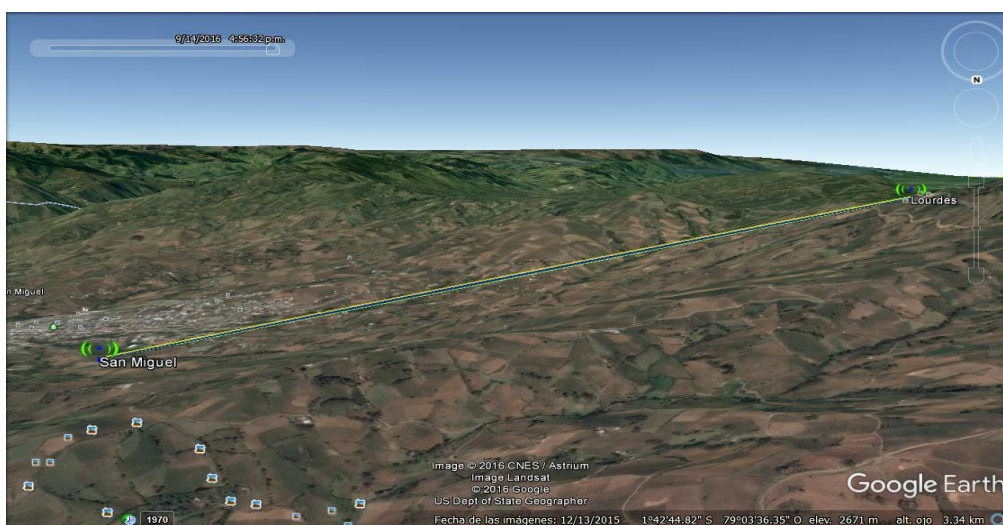 9/14/2016 4:56:32 p.m.
N
Lourdes
n Miguel
San Miguel
Image © 2016 CNES / Astrium
Image Landsat
© 2016 Google
US Dept of State Geographer
Google Earth
1970
Fecha de las imágenes: 12/13/2015 1°42'44.82" S 79°03'36.35" O elev. 2671 m alt. ojo 3.34 km